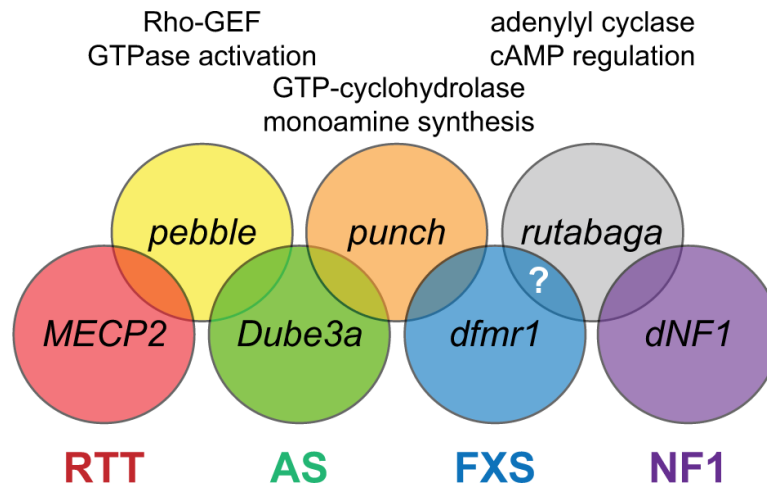 Rho-GEF
GTPase activation
adenylyl cyclase
cAMP regulation
GTP-cyclohydrolase
monoamine synthesis
pebble
punch
rutabaga
?
MECP2
Dube3a
dfmr1
dNF1
RTT
AS
FXS
NF1